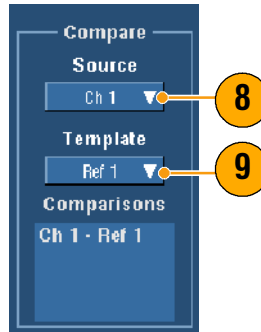 Compare
Source
Ch 1
8
Template
Ref 1
9
Comparisons
Ch 1 - Ref 1